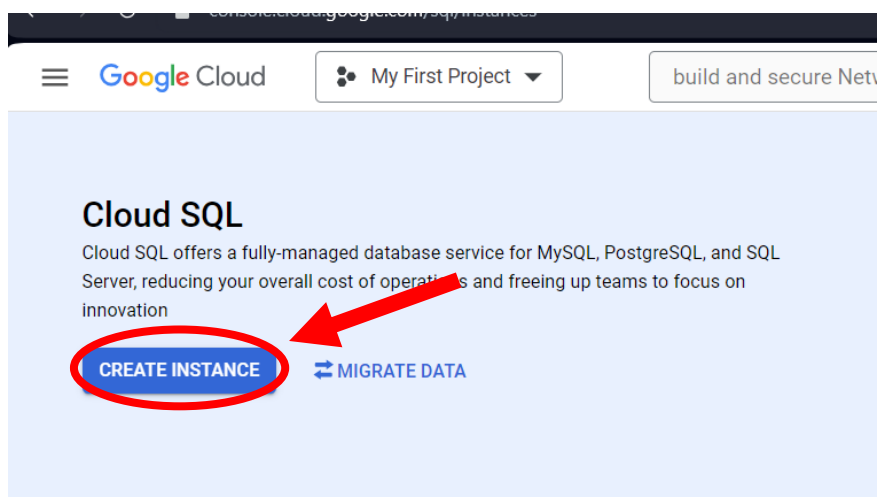 console.cloud.google.com/sql/instances
Google Cloud
My First Project
build and secure Netw
Cloud SQL
Cloud SQL offers a fully-managed database service for MySQL, PostgreSQL, and SQL
Server, reducing your overall cost of operations and freeing up teams to focus on
innovation
CREATE INSTANCE
MIGRATE DATA